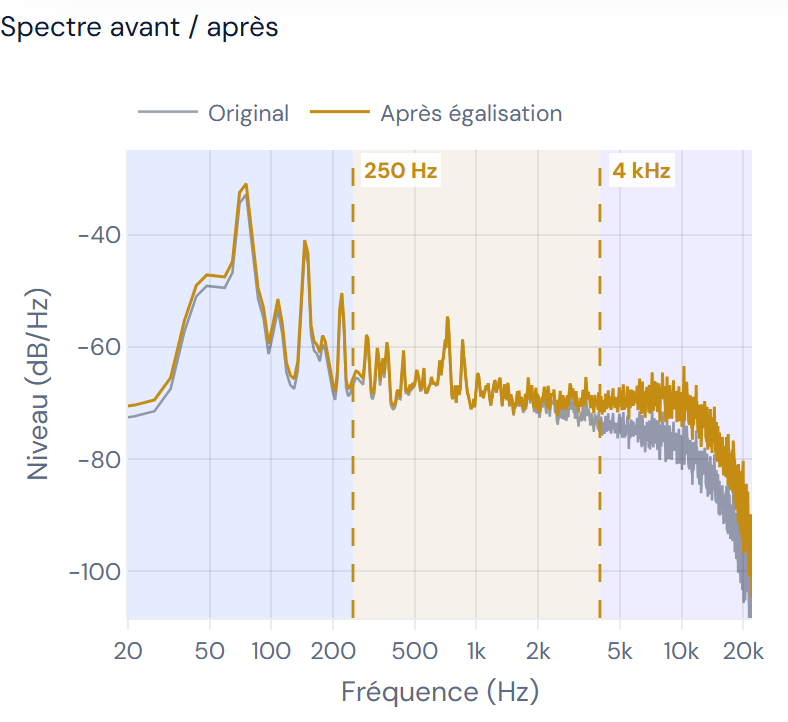 Spectre avant / après
Original Après égalisation
250 Hz 4 kHz
−40
−60
−80
−100
Niveau (dB/Hz)
20 50 100 200 500 1k 2k 5k 10k 20k
Fréquence (Hz)